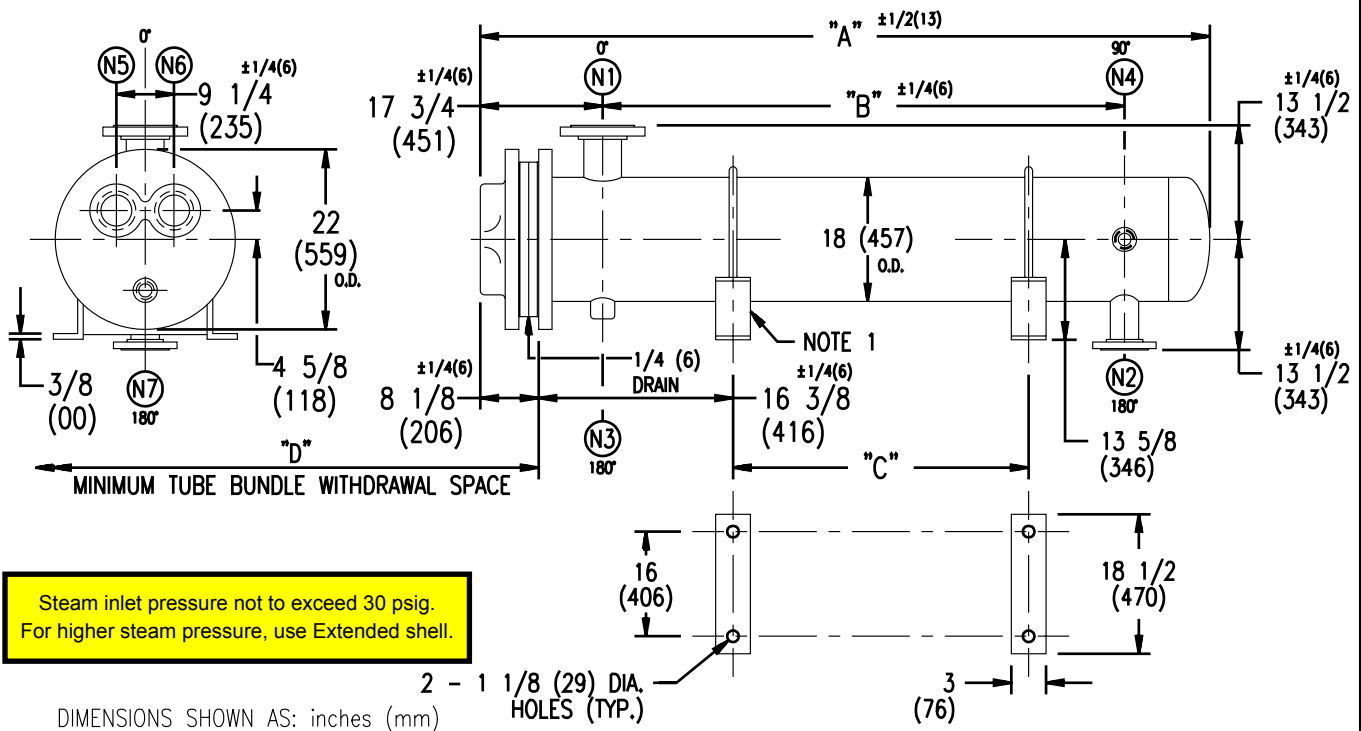 "A" ±1/2(13)
0°
N5 N6
±1/4(6)
9 1/4
(235)
±1/4(6)
17 3/4
(451)
0°
N1
"B" ±1/4(6)
90°
N4
±1/4(6)
13 1/2
(343)
22
(559)
O.D.
18 (457)
O.D.
3/8
(00)
N7
180°
4 5/8
(118)
±1/4(6)
8 1/8
(206)
1/4 (6)
DRAIN
±1/4(6)
16 3/8
(416)
NOTE 1
N3
180°
N2
180°
±1/4(6)
13 1/2
(343)
13 5/8
(346)
"D"
MINIMUM TUBE BUNDLE WITHDRAWAL SPACE
"C"
16
(406)
18 1/2
(470)
Steam inlet pressure not to exceed 30 psig.
For higher steam pressure, use Extended shell.
2 - 1 1/8 (29) DIA.
HOLES (TYP.)
3
(76)
DIMENSIONS SHOWN AS: inches (mm)